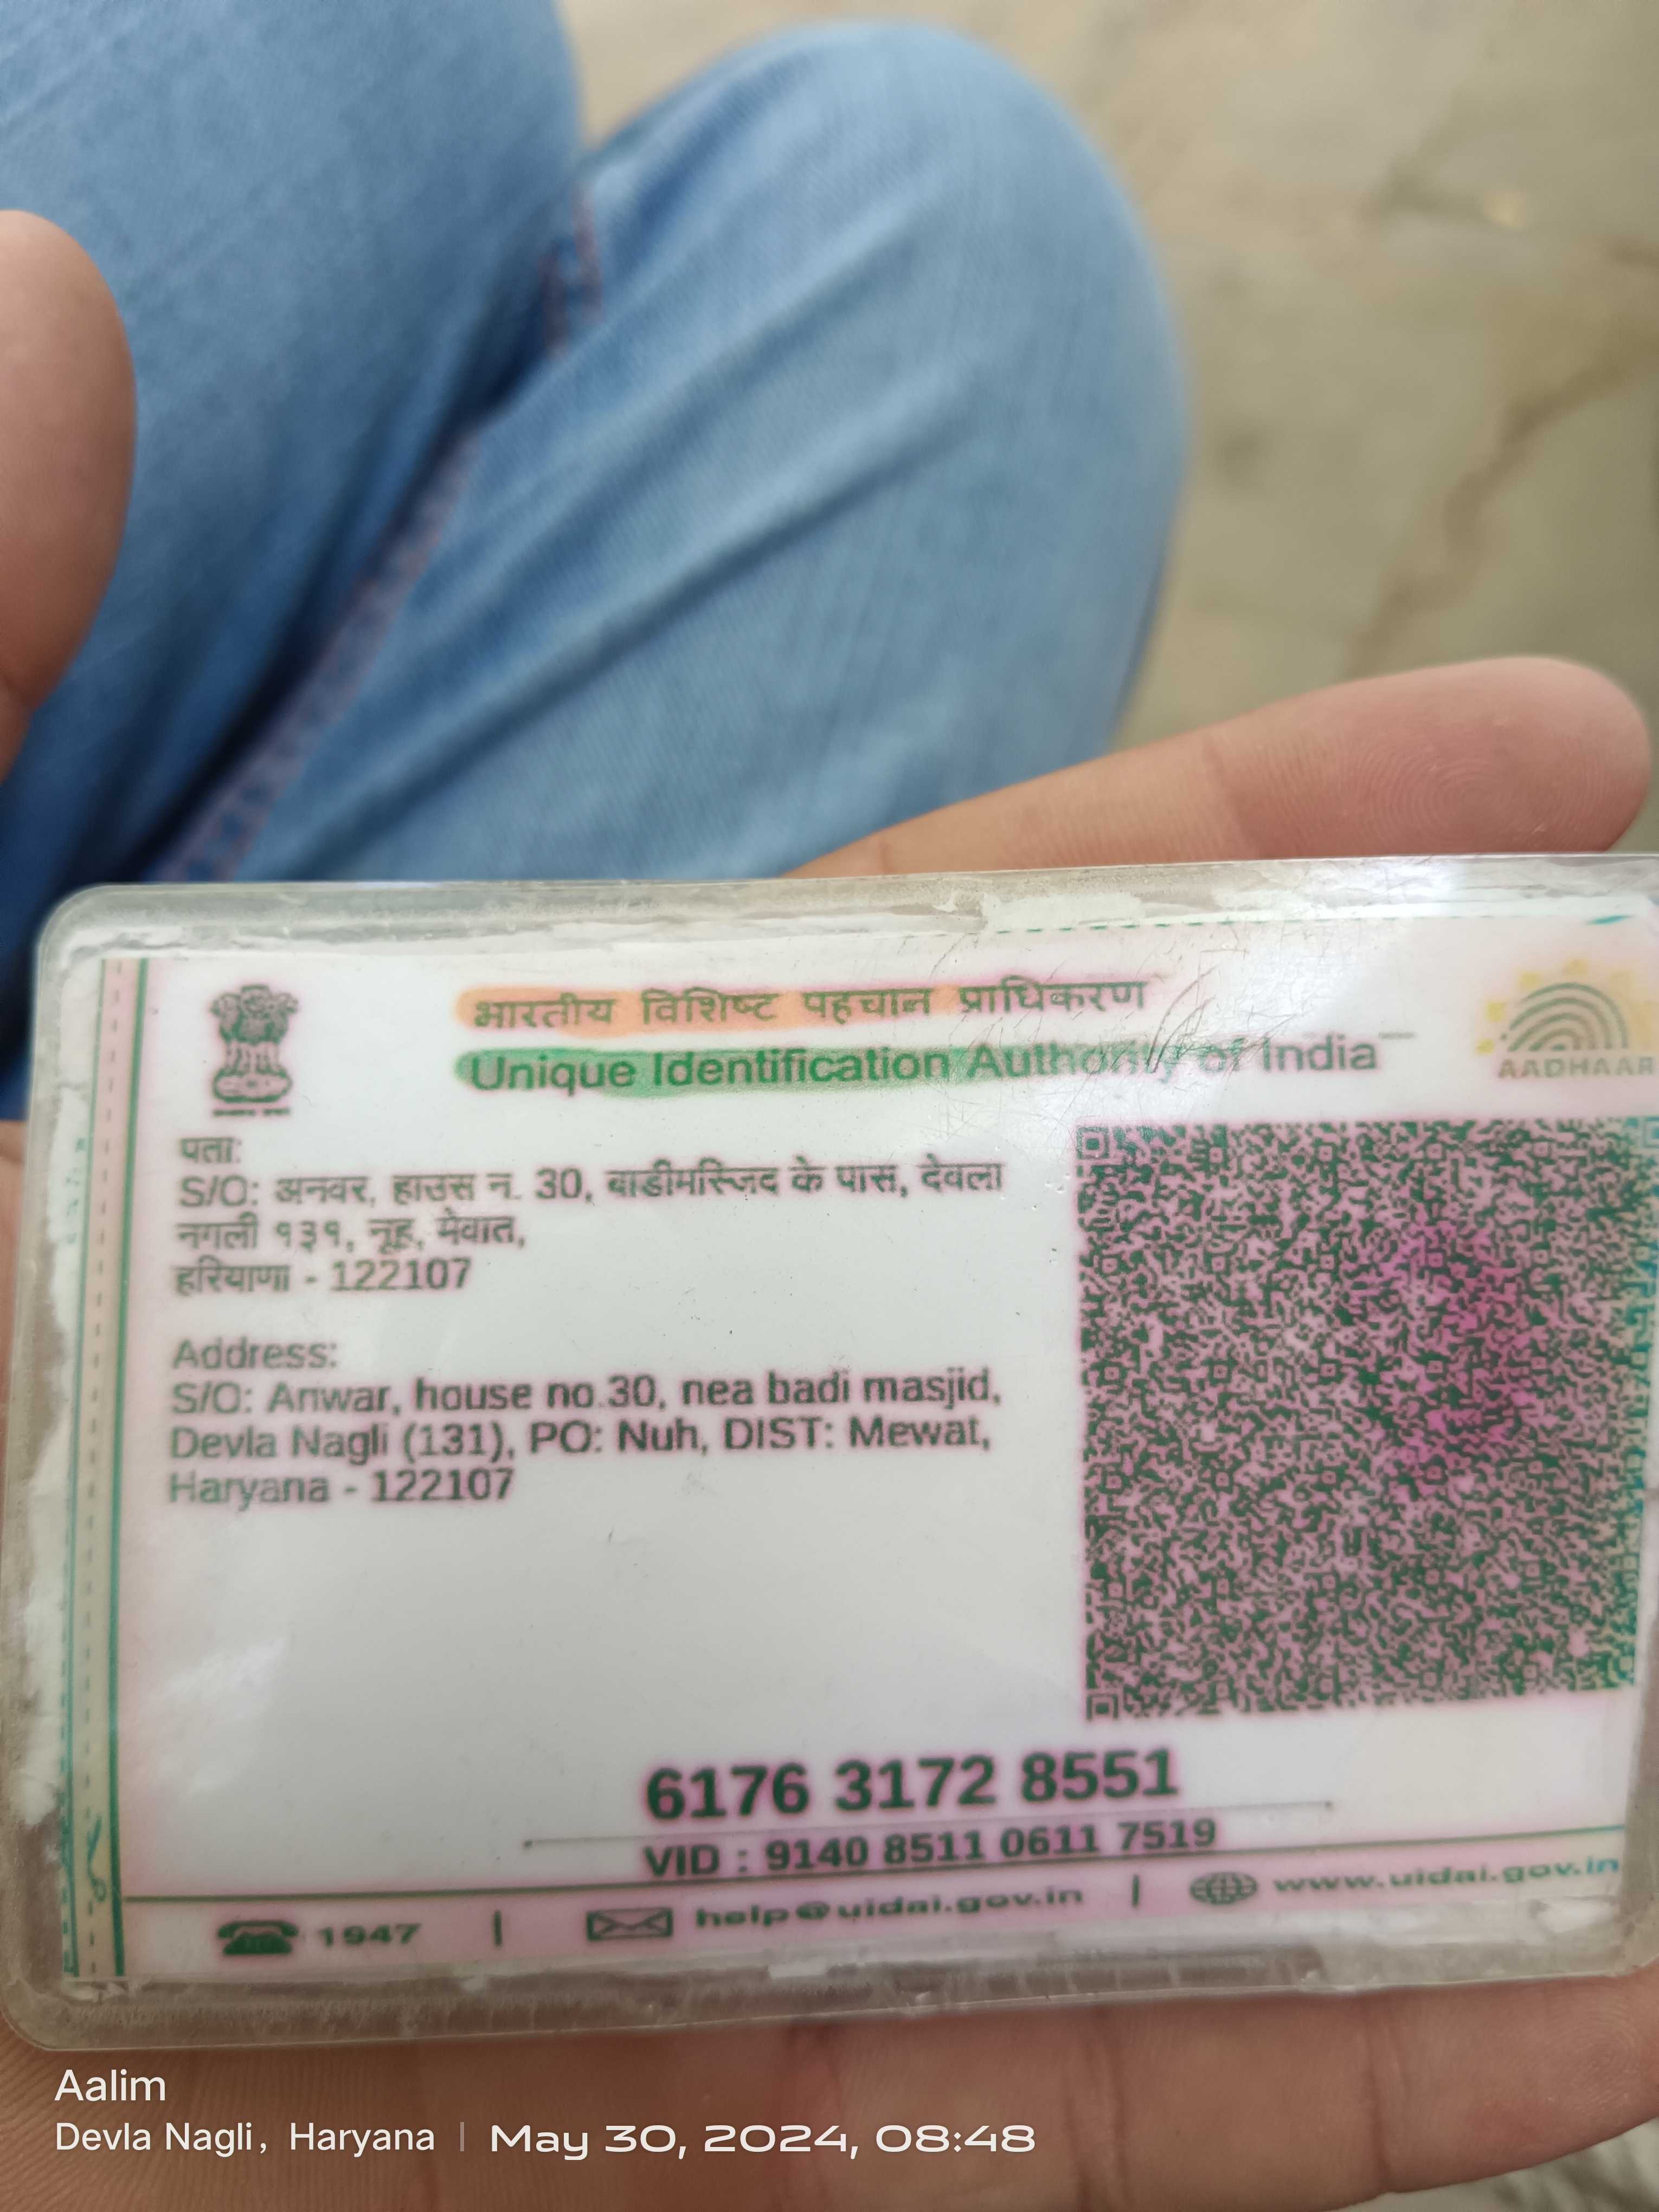 भारतीय विशिष्ट पहचान प्राधिकरण
Unique Identification Authority of India
AADHAAR
पता:
S/O: अनवर, हाउस न. 30, बाडीमस्जिद के पास, देवला
नगली १३१, नूह, मेवात,
हरियाणा - 122107
Address:
S/O: Anwar, house no.30, nea badi masjid,
Devla Nagli (131), PO: Nuh, DIST: Mewat,
Haryana - 122107
6176 3172 8551
VID : 9140 8511 0611 7519
1947 | help@uidai.gov.in | www.uidai.gov.in
Aalim
Devla Nagli, Haryana | May 30, 2024, 08:48